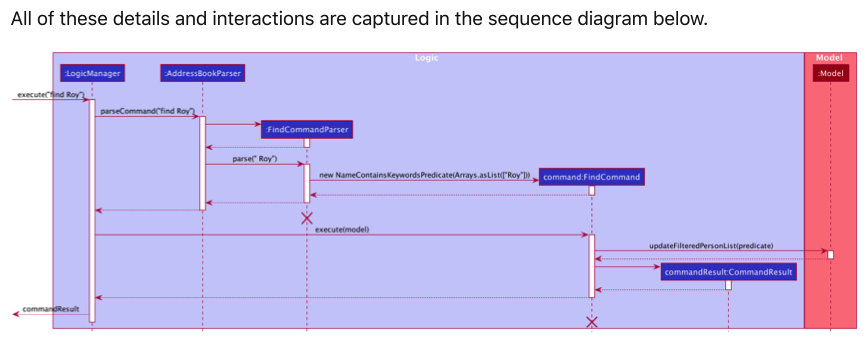 All of these details and interactions are captured in the sequence diagram below.
Logic
Model
:LogicManager
:AddressBookParser
:Model
execute("find Roy")
parseCommand("find Roy")
:FindCommandParser
parse(" Roy")
new NameContainsKeywordsPredicate(Arrays.asList(["Roy"]))
command:FindCommand
execute(model)
updateFilteredPersonList(predicate)
commandResult:CommandResult
commandResult